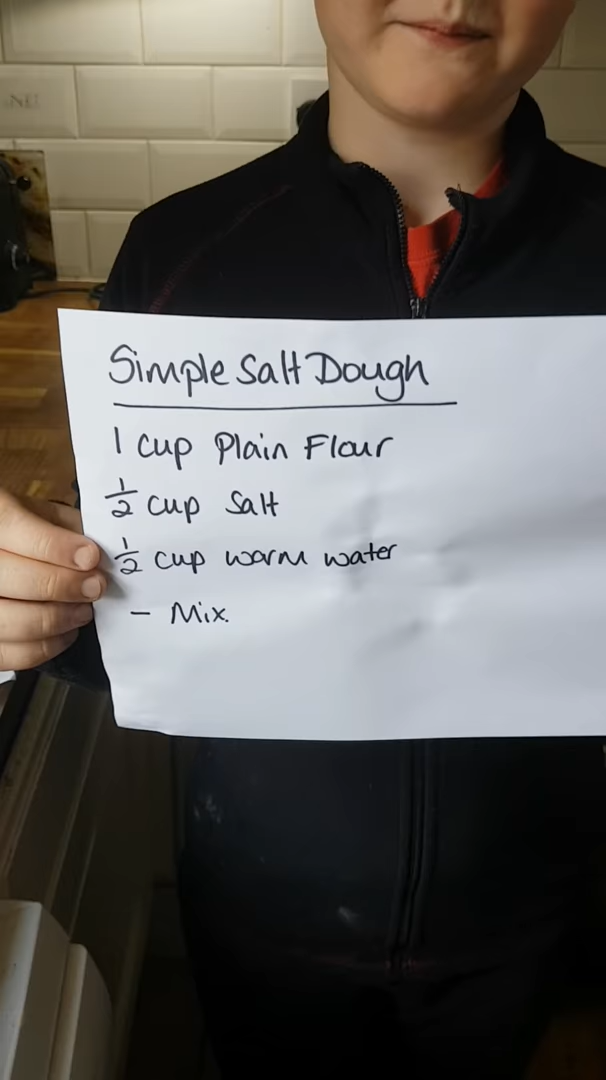 Simple Salt Dough
1 cup Plain Flour
½ cup Salt
½ cup warm water
– Mix.